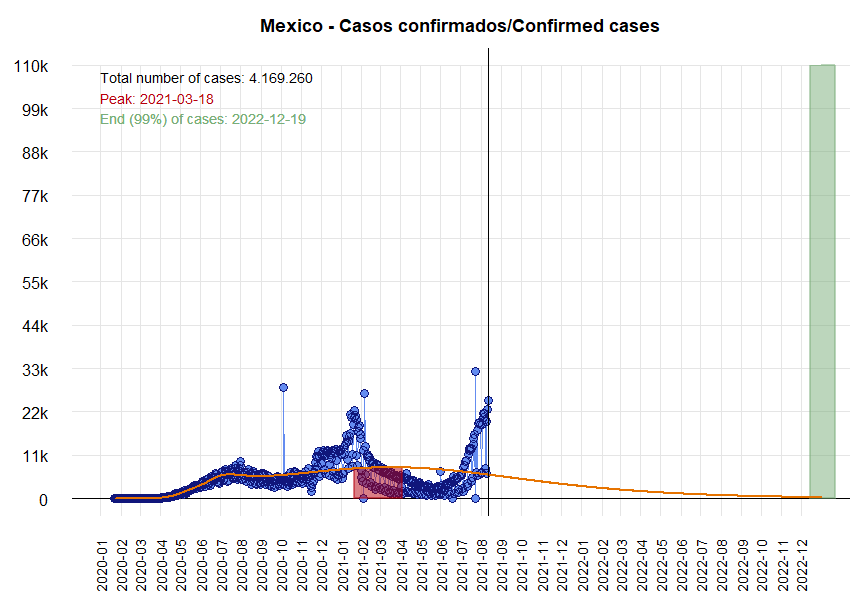 Mexico - Casos confirmados/Confirmed cases
110k
99k
88k
77k
66k
55k
44k
33k
22k
11k
0
Total number of cases: 4.169.260
Peak: 2021-03-18
End (99%) of cases: 2022-12-19
2020-01
2020-02
2020-03
2020-04
2020-05
2020-06
2020-07
2020-08
2020-09
2020-10
2020-11
2020-12
2021-01
2021-02
2021-03
2021-04
2021-05
2021-06
2021-07
2021-08
2021-09
2021-10
2021-11
2021-12
2022-01
2022-02
2022-03
2022-04
2022-05
2022-06
2022-07
2022-08
2022-09
2022-10
2022-11
2022-12